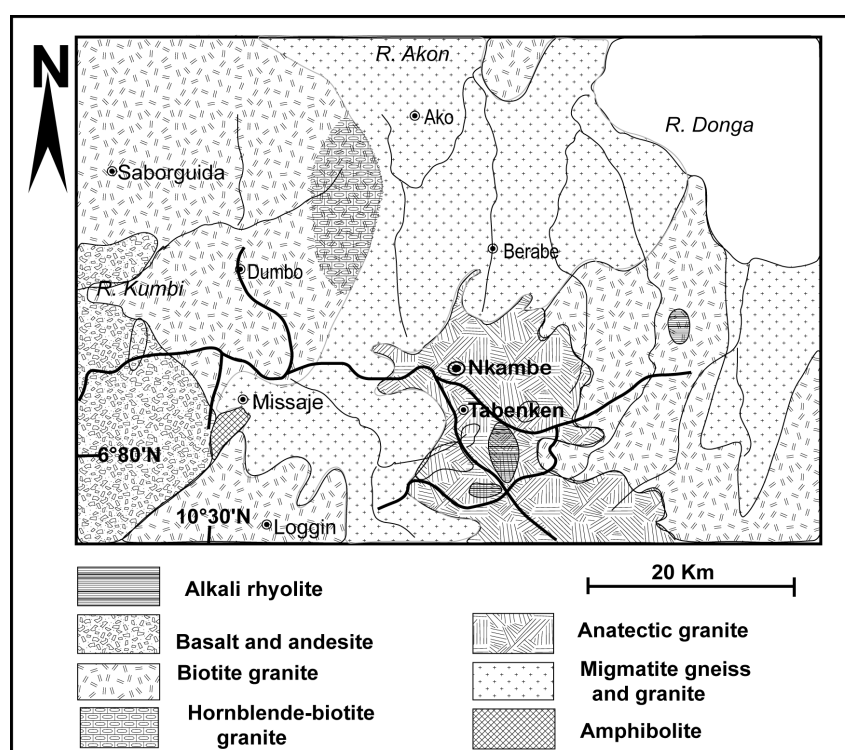 N
R. Akon
Ako
R. Donga
Saborguida
Berabe
Dumbo
R. Kumbi
Nkambe
Missaje
Tabenken
6°80'N
10°30'N
Loggin
20 Km
Alkali rhyolite
Basalt and andesite
Biotite granite
Hornblende-biotite
granite
Anatectic granite
Migmatite gneiss
and granite
Amphibolite